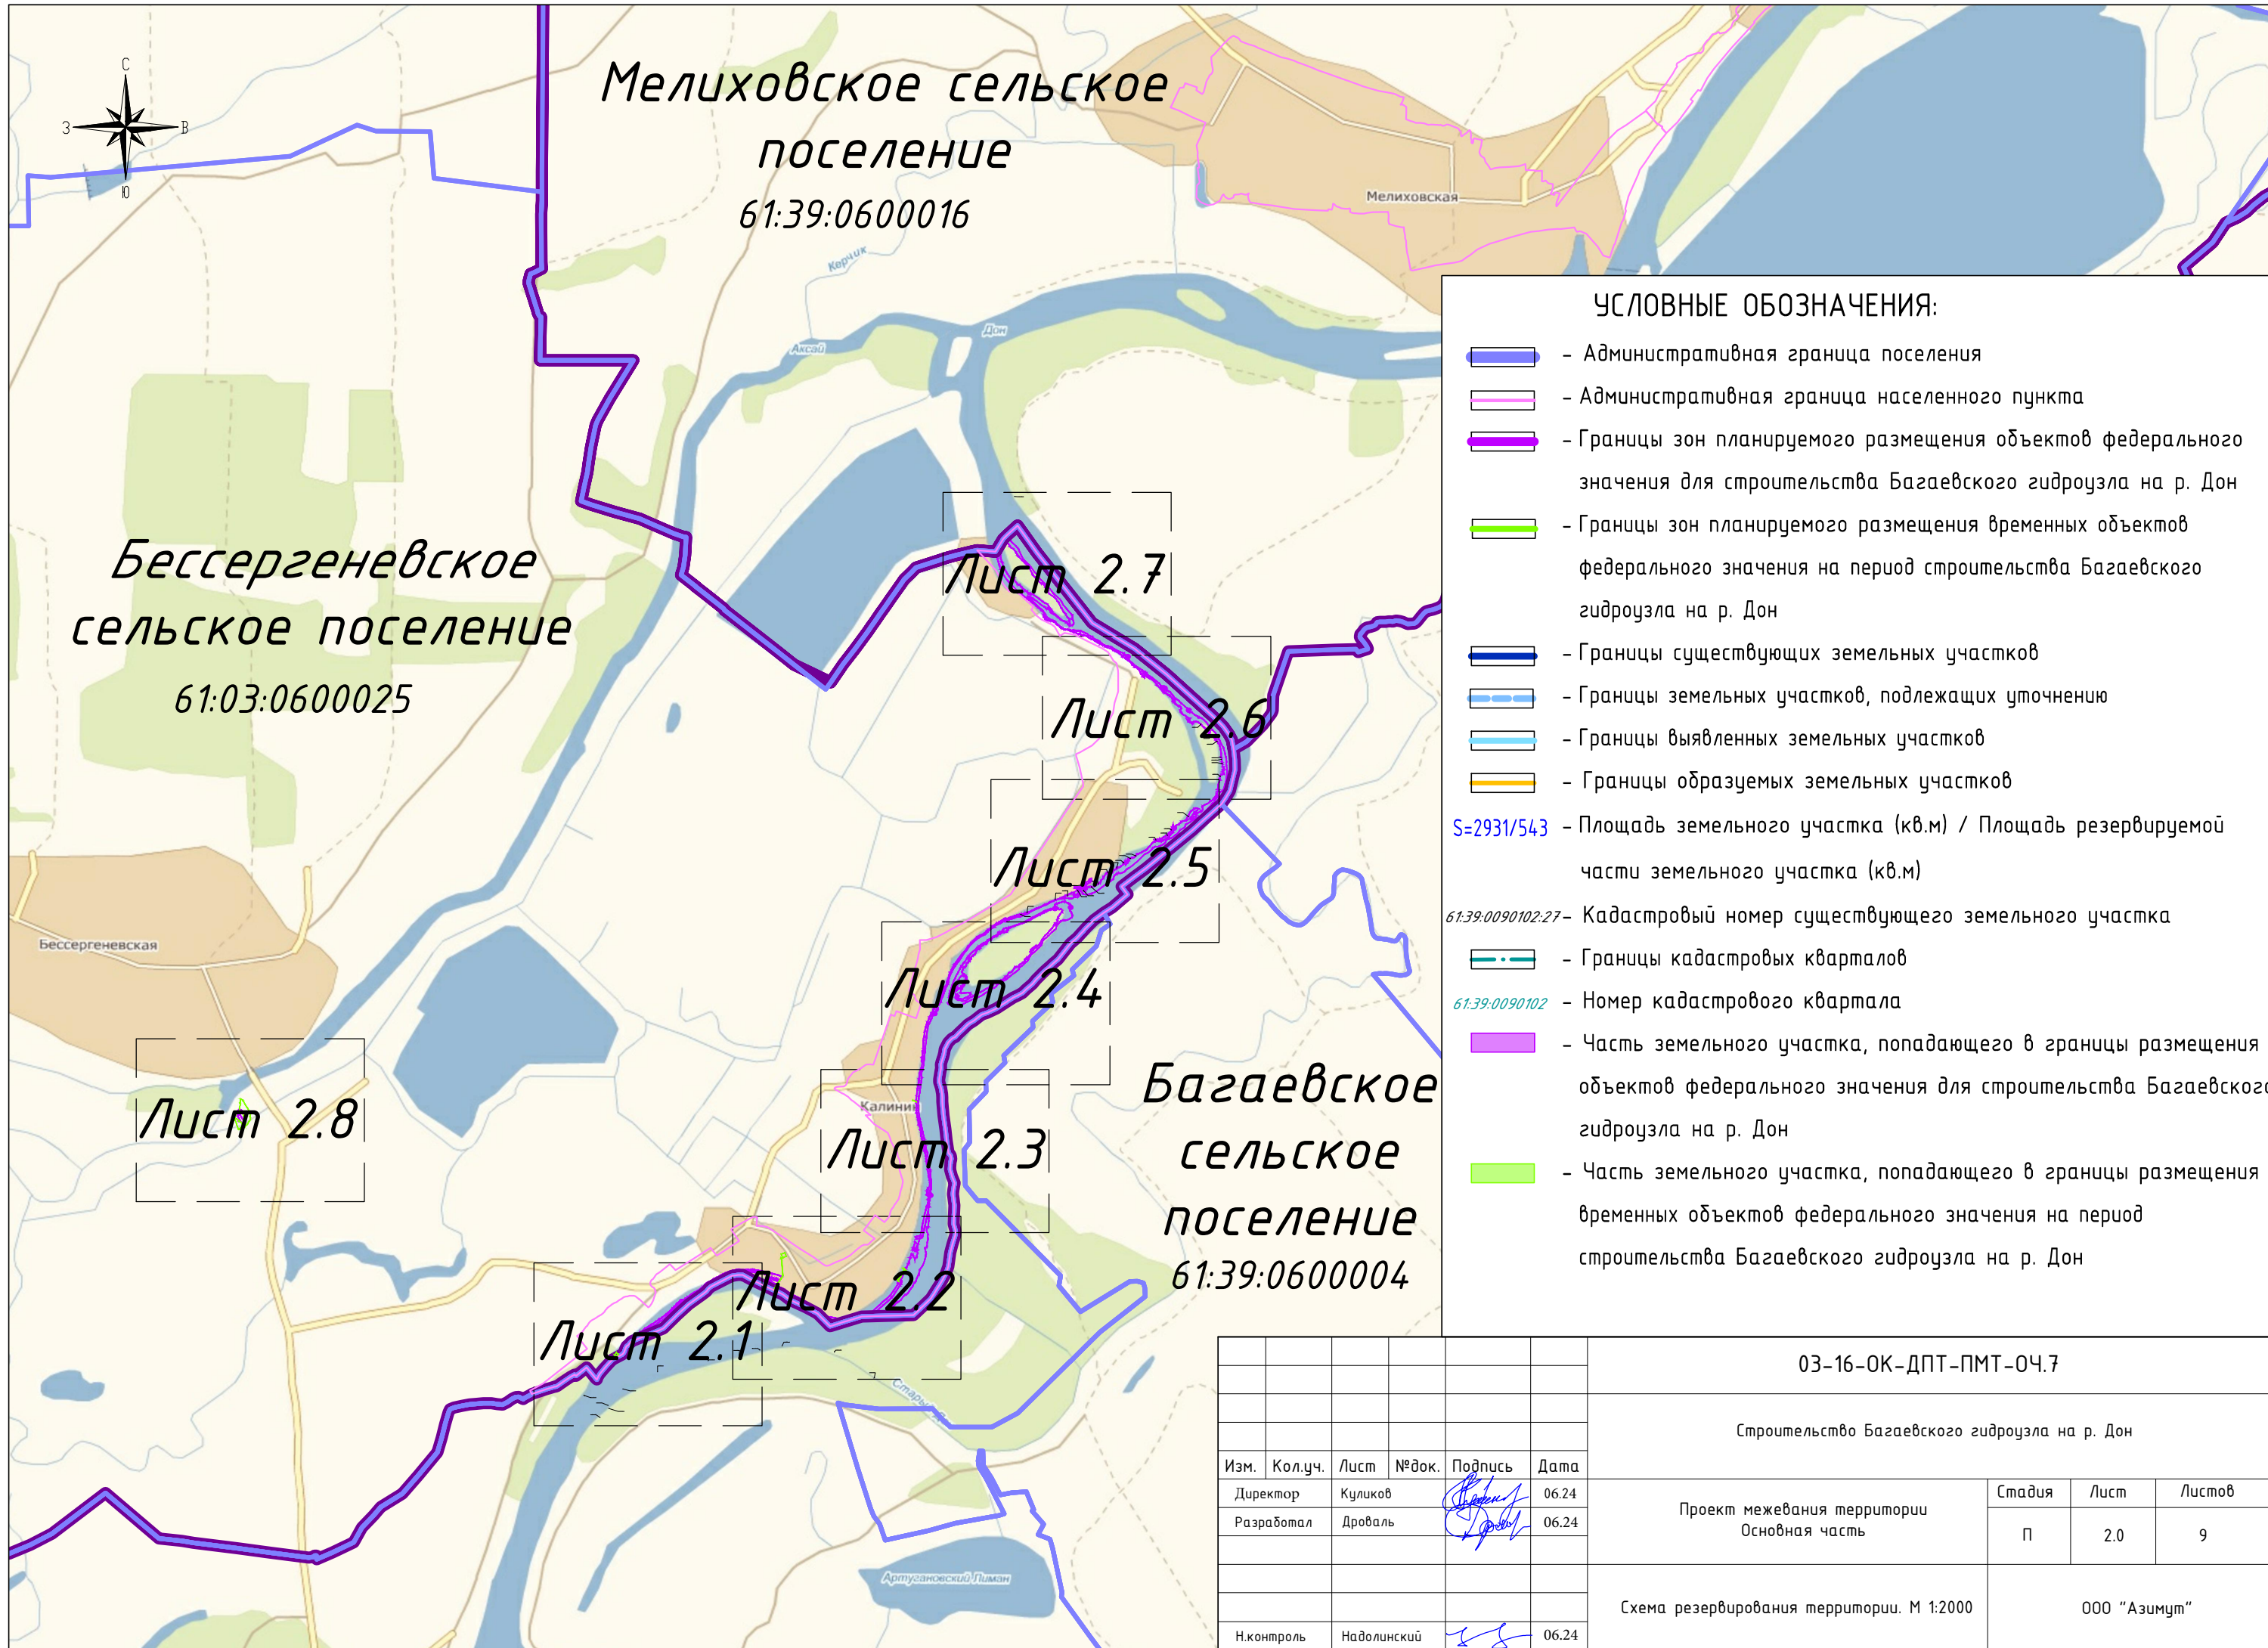 С
З
В
Ю
Мелиховское сельское
поселение
61:39:0600016
Мелиховская
Керчик
Дон
Аксай
Бессергеневское
сельское поселение
61:03:0600025
Лист 2.7
Лист 2.6
Лист 2.5
Лист 2.4
Лист 2.3
Лист 2.2
Лист 2.1
Лист 2.8
Бессергеневская
Калинин
Багаевское
сельское
поселение
61:39:0600004
Артугановский Лиман
УСЛОВНЫЕ ОБОЗНАЧЕНИЯ:
- Административная граница поселения
- Административная граница населенного пункта
- Границы зон планируемого размещения объектов федерального
значения для строительства Багаевского гидроузла на р. Дон
- Границы зон планируемого размещения временных объектов
федерального значения на период строительства Багаевского
гидроузла на р. Дон
- Границы существующих земельных участков
- Границы земельных участков, подлежащих уточнению
- Границы выявленных земельных участков
- Границы образуемых земельных участков
S=2931/543 - Площадь земельного участка (кв.м) / Площадь резервируемой
части земельного участка (кв.м)
61:39:0090102:27 - Кадастровый номер существующего земельного участка
- Границы кадастровых кварталов
61:39:0090102 - Номер кадастрового квартала
- Часть земельного участка, попадающего в границы размещения
объектов федерального значения для строительства Багаевского
гидроузла на р. Дон
- Часть земельного участка, попадающего в границы размещения
временных объектов федерального значения на период
строительства Багаевского гидроузла на р. Дон
03-16-ОК-ДПТ-ПМТ-ОЧ.7
Строительство Багаевского гидроузла на р. Дон
Изм. Кол.уч. Лист №док. Подпись Дата
Директор Куликов 06.24
Разработал Дроваль 06.24
Проект межевания территории
Основная часть
Стадия Лист Листов
П 2.0 9
Схема резервирования территории. М 1:2000
ООО "Азимут"
Н.контроль Надолинский 06.24